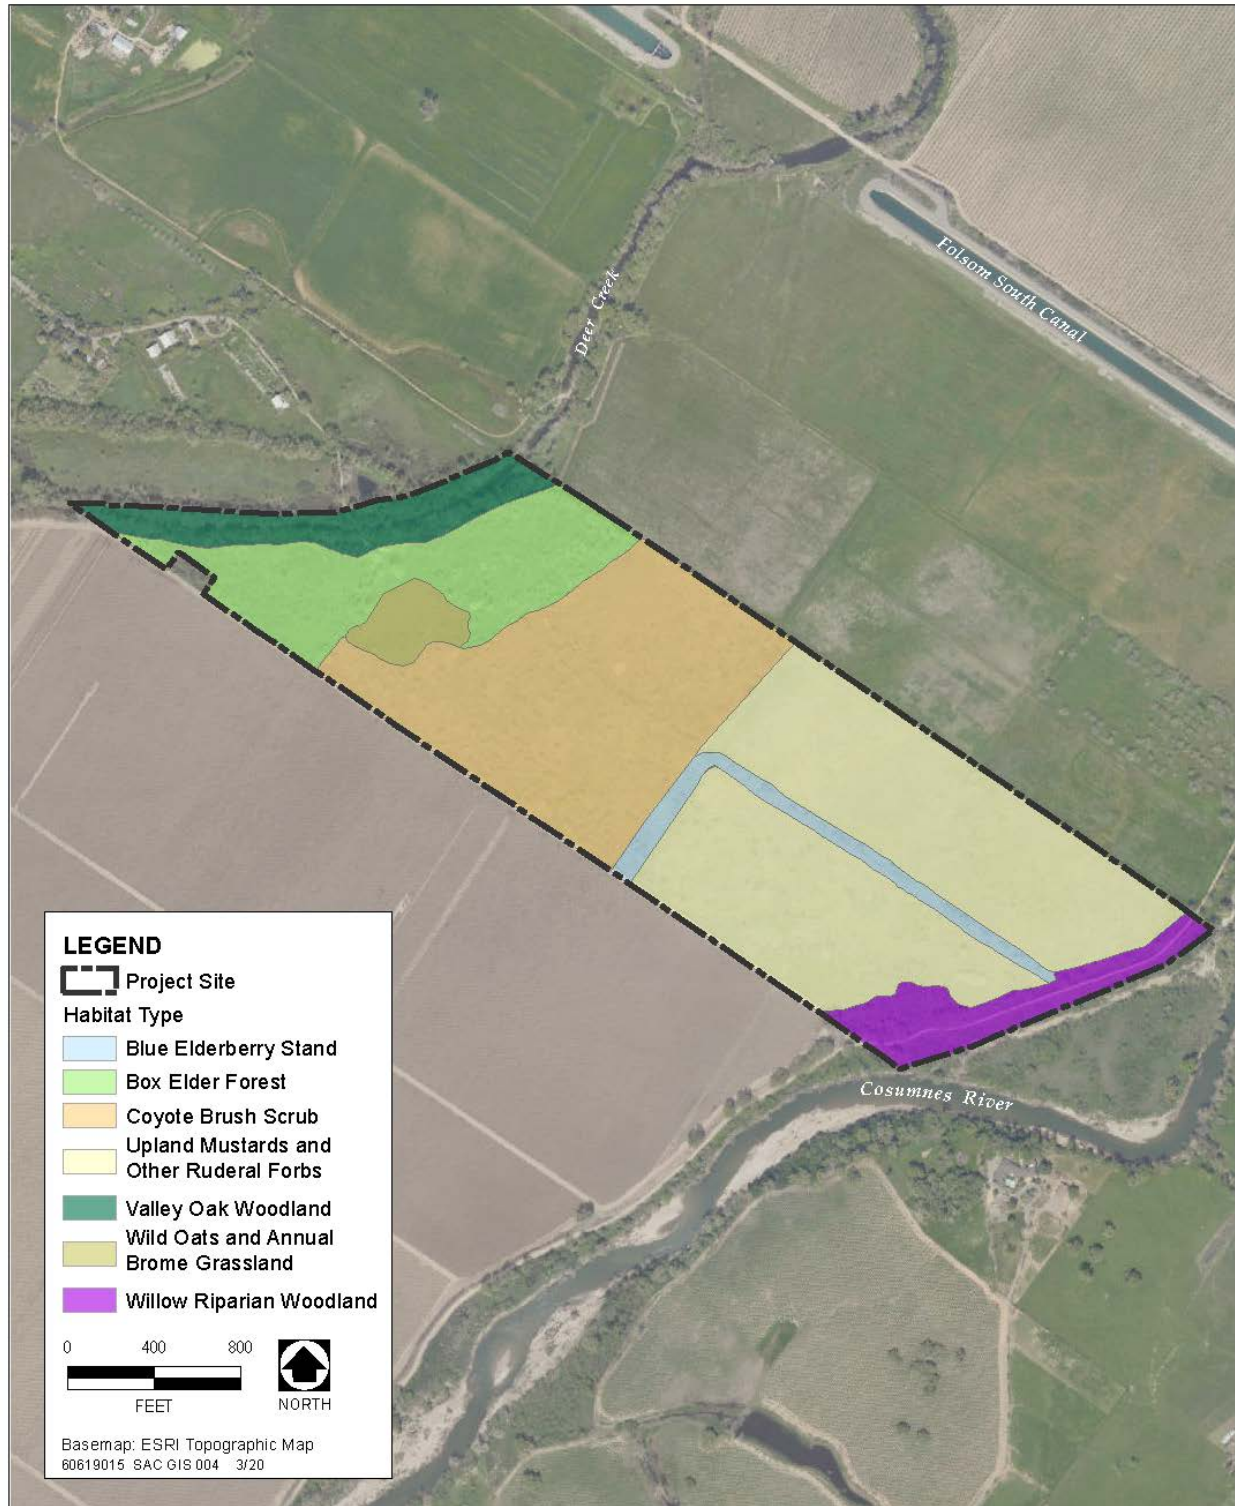 Folsom South Canal
Deer Creek
Cosumnes River
LEGEND
Project Site
Habitat Type
Blue Elderberry Stand
Box Elder Forest
Coyote Brush Scrub
Upland Mustards and
Other Ruderal Forbs
Valley Oak Woodland
Wild Oats and Annual
Brome Grassland
Willow Riparian Woodland
0 400 800
FEET
NORTH
Basemap: ESRI Topographic Map
60619015 SAC GIS 004 3/20